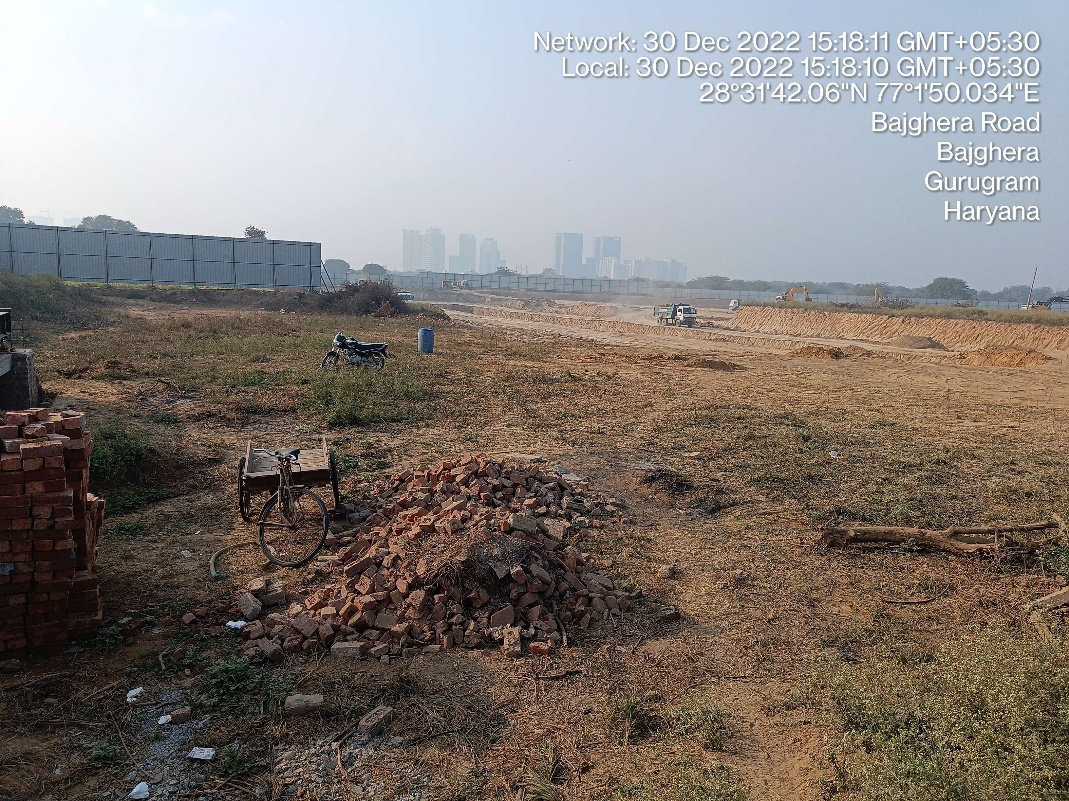 Network: 30 Dec 2022 15:18:11 GMT+05:30
Local: 30 Dec 2022 15:18:10 GMT+05:30
28°31'42.06"N 77°1'50.034"E
Bajghera Road
Bajghera
Gurugram
Haryana